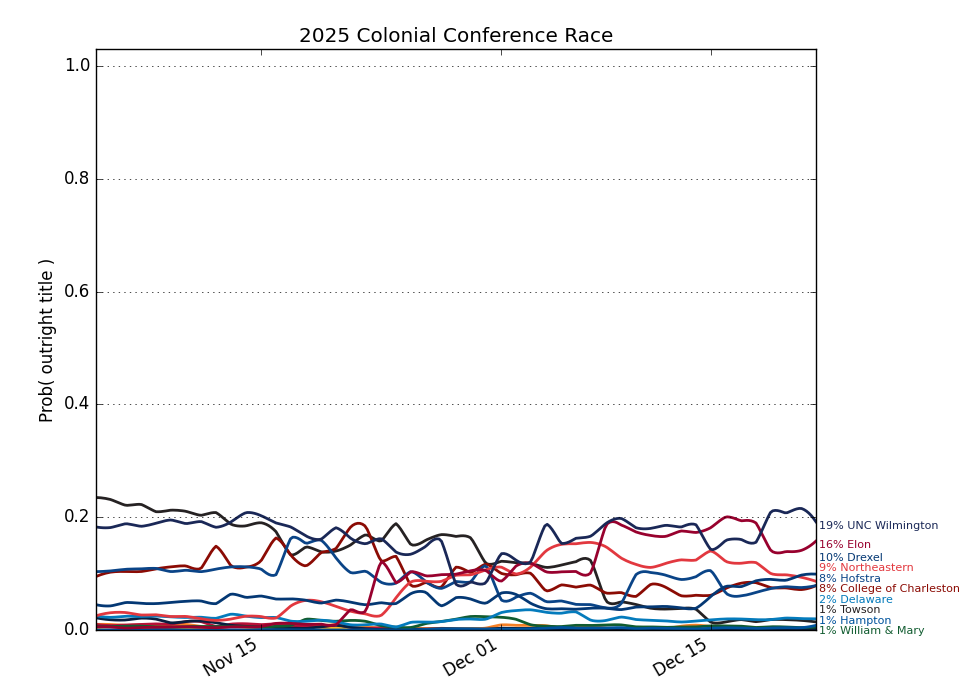 2025 Colonial Conference Race
1.0
0.8
0.6
0.4
0.2
0.0
Prob( outright title )
Nov 15
Dec 01
Dec 15
19% UNC Wilmington
16% Elon
10% Drexel
9% Northeastern
8% Hofstra
8% College of Charleston
2% Delaware
1% Towson
1% Hampton
1% William & Mary